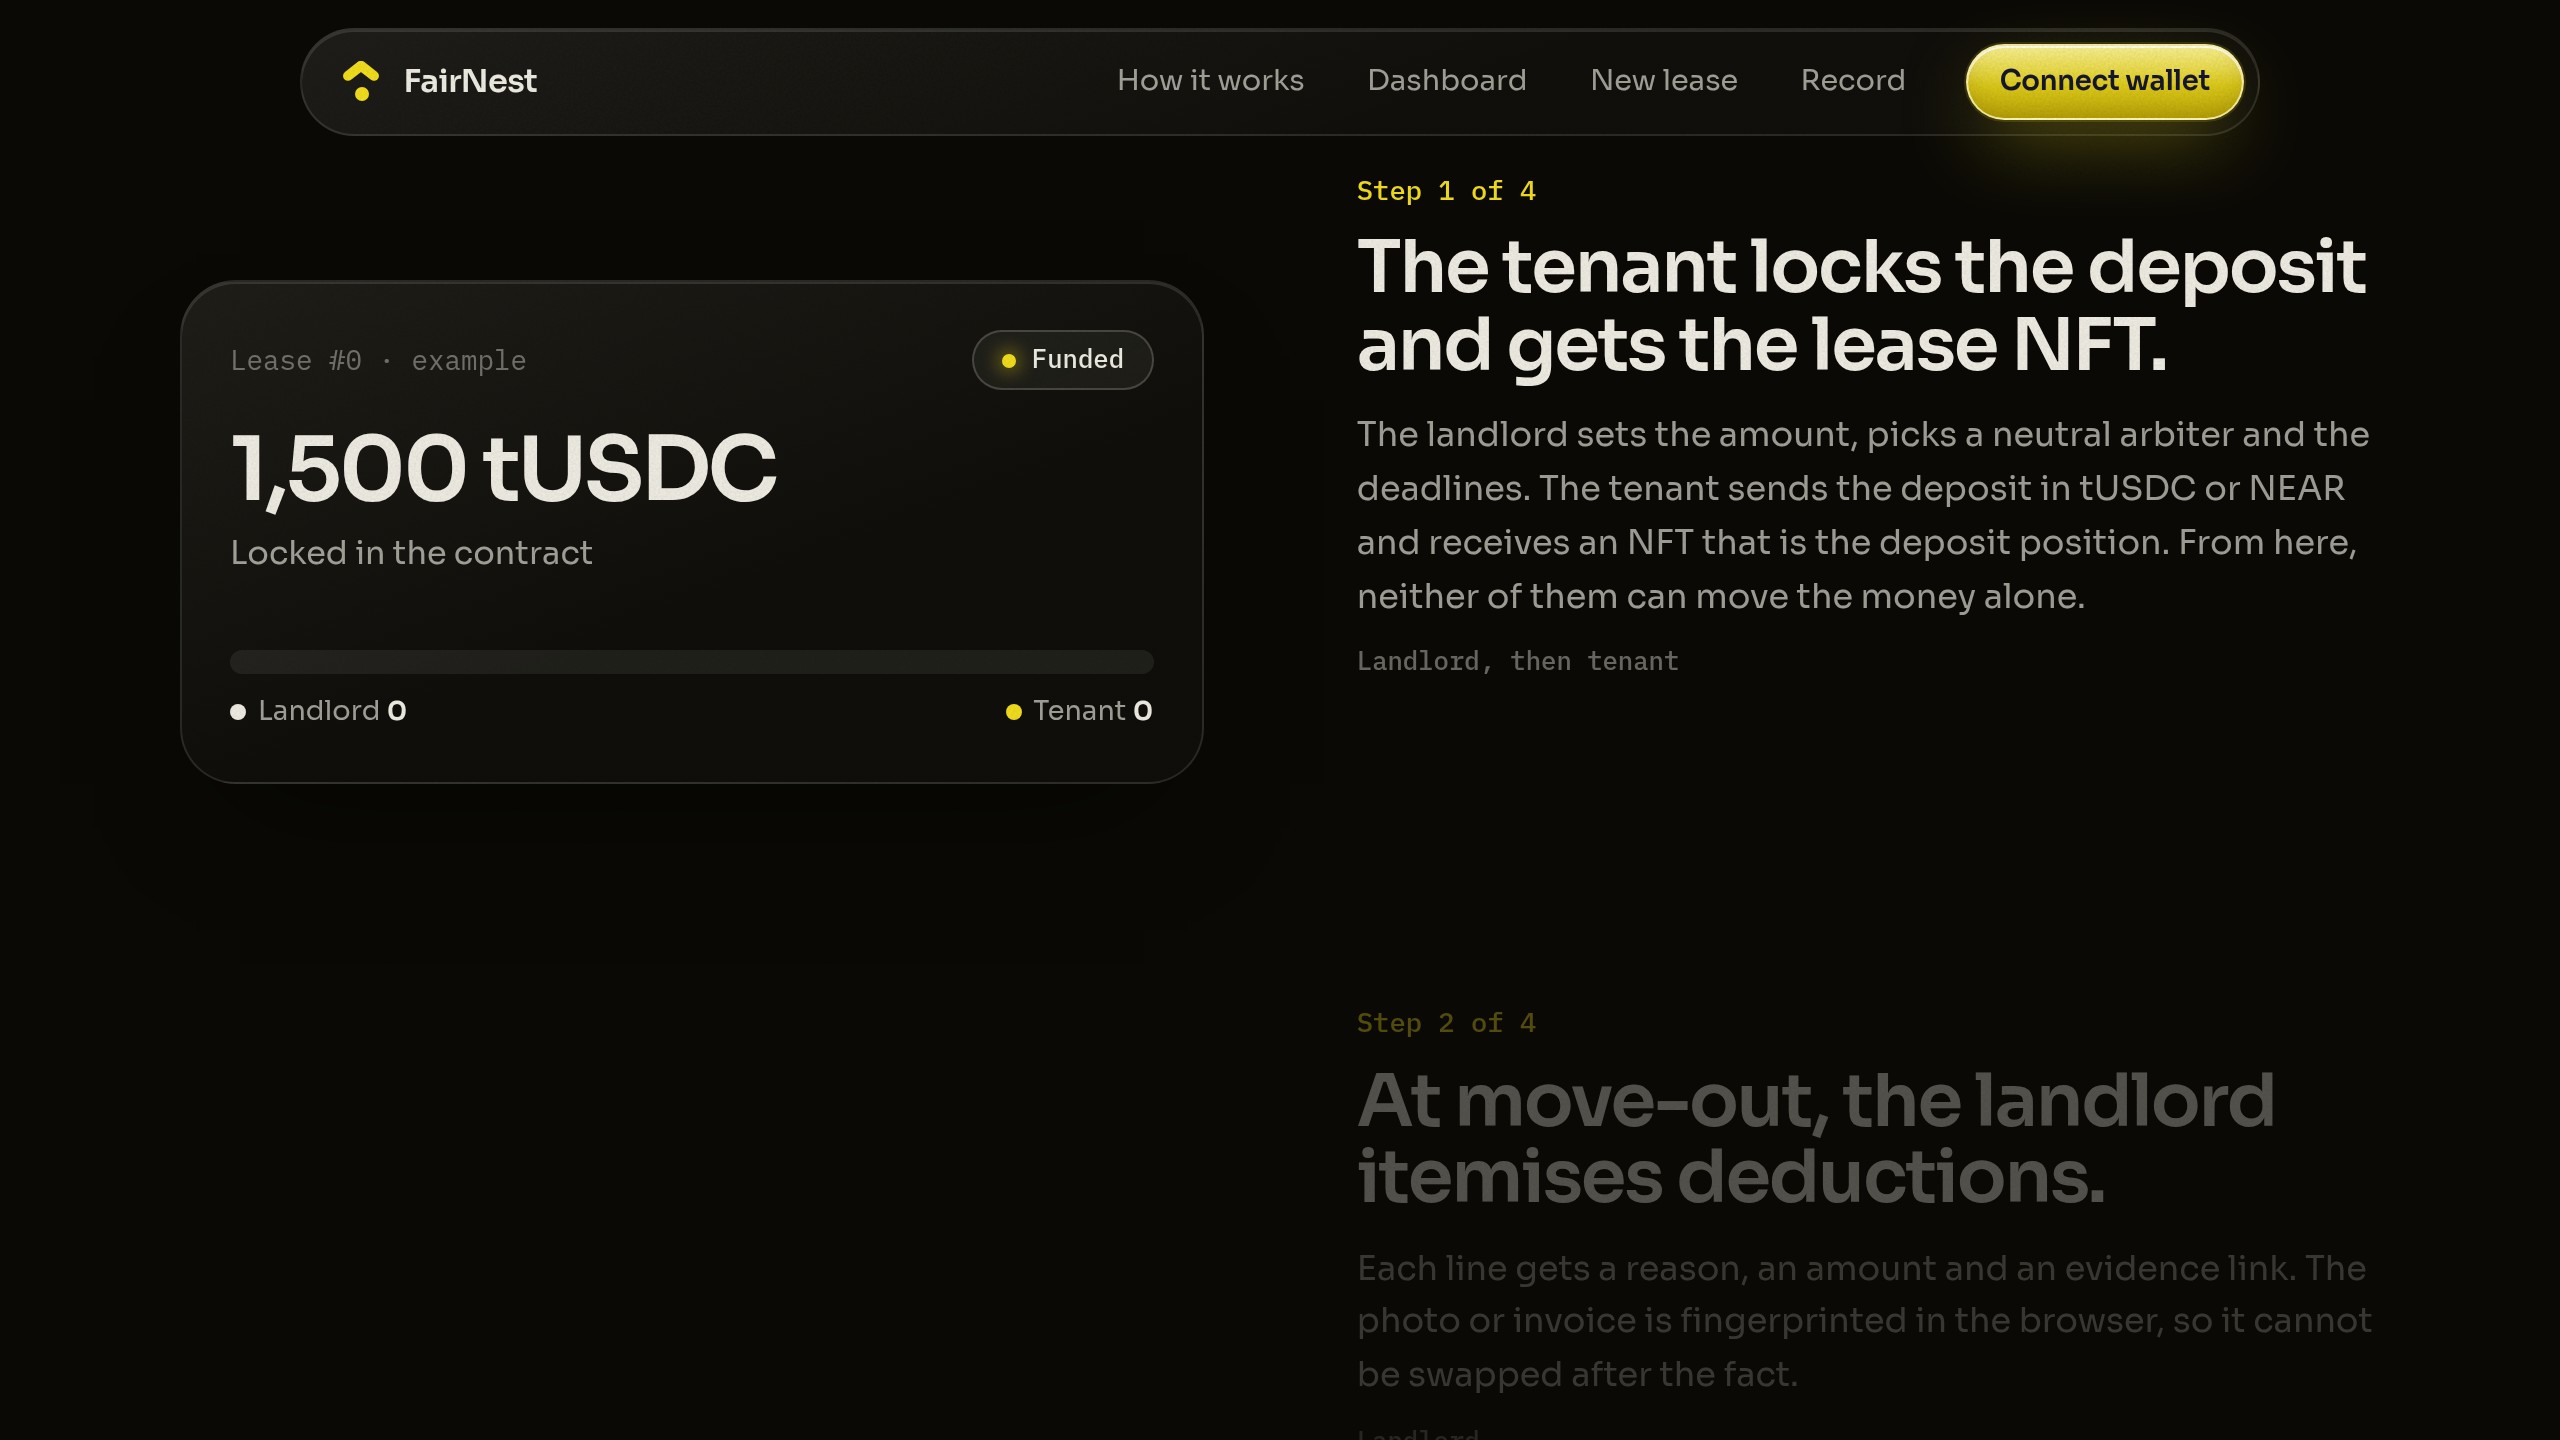 FairNest
How it works
Dashboard
New lease
Record
Connect wallet
Lease #0 · example
Funded
1,500 tUSDC
Locked in the contract
Landlord 0
Tenant 0
Step 1 of 4
The tenant locks the deposit
and gets the lease NFT.
The landlord sets the amount, picks a neutral arbiter and the
deadlines. The tenant sends the deposit in tUSDC or NEAR
and receives an NFT that is the deposit position. From here,
neither of them can move the money alone.
Landlord, then tenant
Step 2 of 4
At move-out, the landlord
itemises deductions.
Each line gets a reason, an amount and an evidence link. The
photo or invoice is fingerprinted in the browser, so it cannot
be swapped after the fact.
Landlord